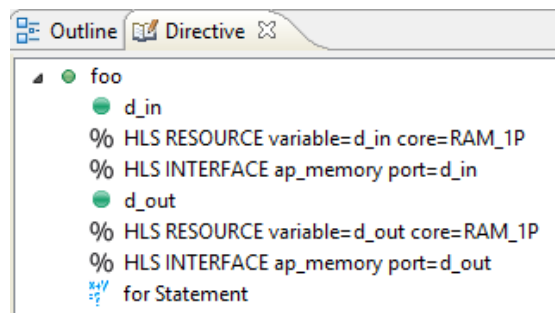 Outline Directive
foo
d_in
% HLS RESOURCE variable=d_in core=RAM_1P
% HLS INTERFACE ap_memory port=d_in
d_out
% HLS RESOURCE variable=d_out core=RAM_1P
% HLS INTERFACE ap_memory port=d_out
for Statement